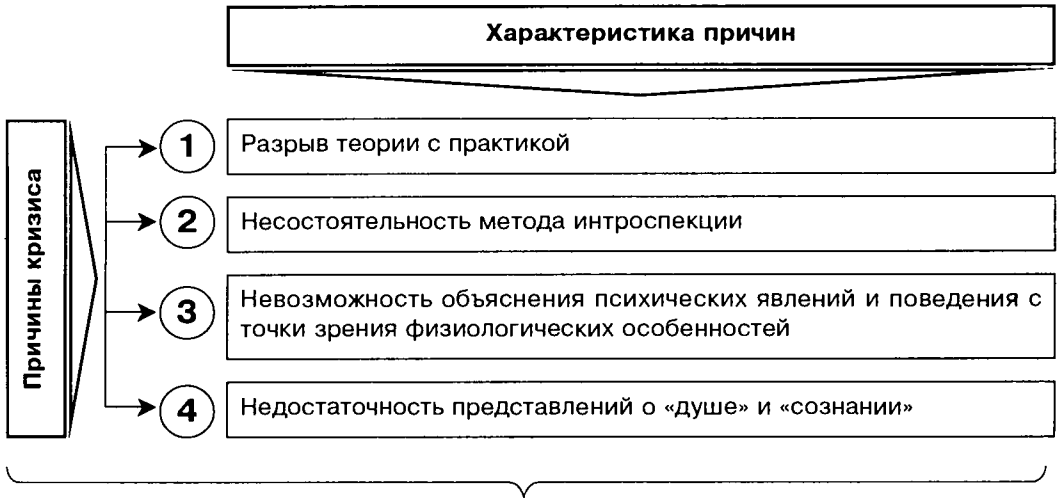 Характеристика причин
Причины кризиса
1
Разрыв теории с практикой
2
Несостоятельность метода интроспекции
3
Невозможность объяснения психических явлений и поведения с
точки зрения физиологических особенностей
4
Недостаточность представлений о «душе» и «сознании»